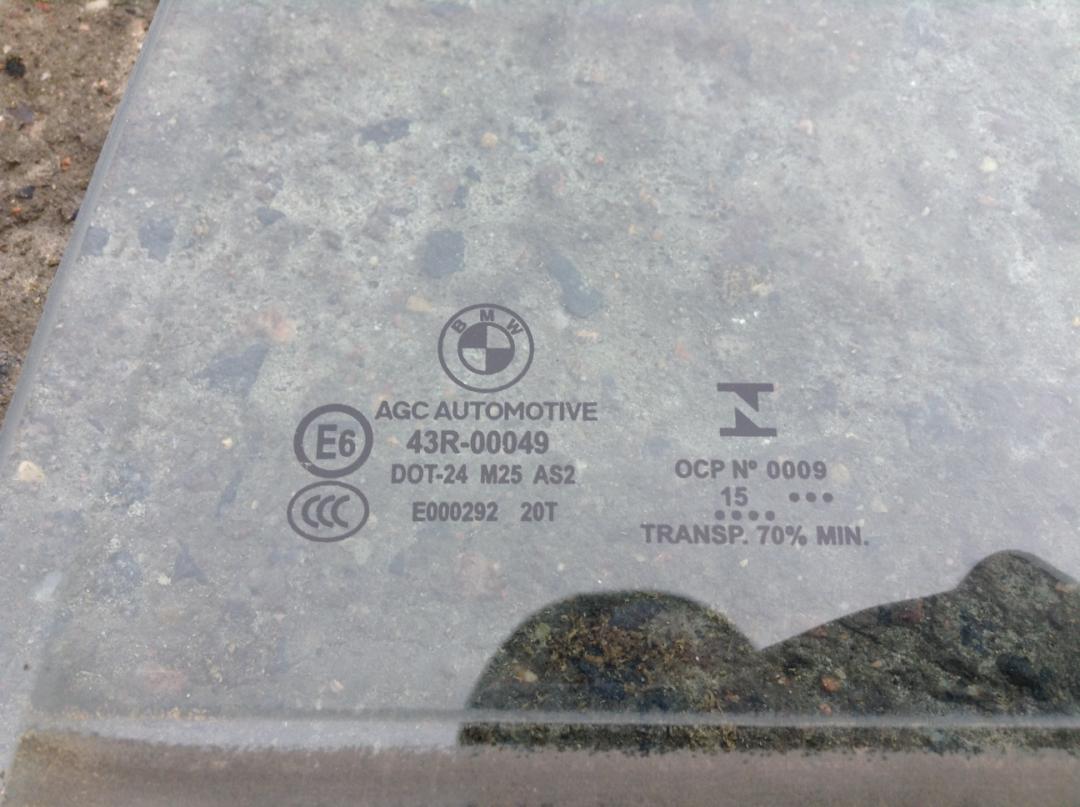 BMW
AGC AUTOMOTIVE
E6
43R-00049
DOT-24 M25 AS2
CCC
E000292 20T
OCP Nº 0009
15 •••
••••
TRANSP. 70% MIN.